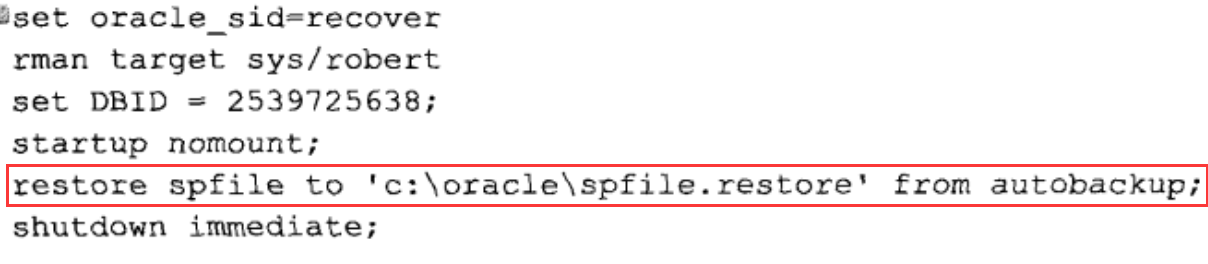 set oracle_sid=recover
rman target sys/robert
set DBID = 2539725638;
startup nomount;
restore spfile to 'c:\oracle\spfile.restore' from autobackup;
shutdown immediate;